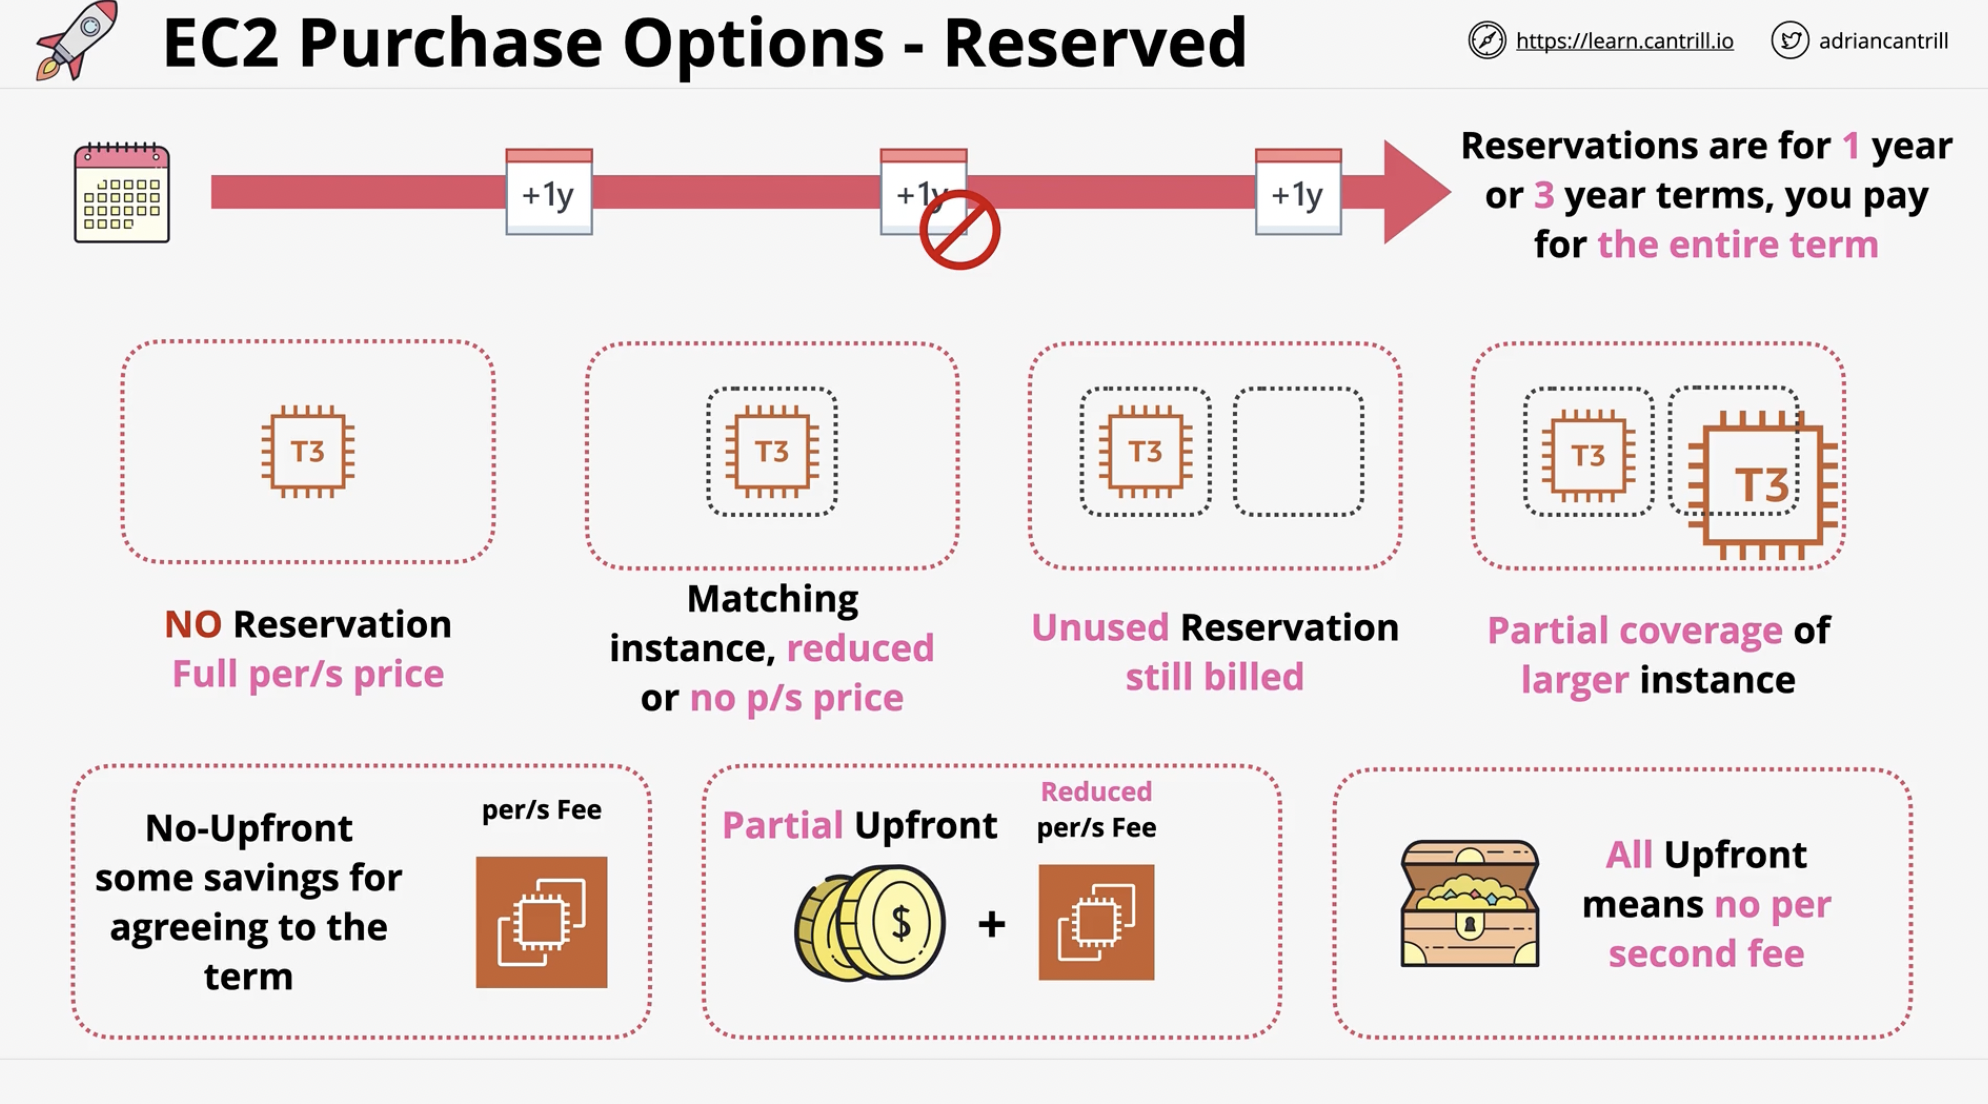 EC2 Purchase Options - Reserved
https://learn.cantrill.io
adriancantrill
+1y
+1y
+1y
Reservations are for 1 year
or 3 year terms, you pay
for the entire term
T3
T3
T3
T3
T3
NO Reservation
Full per/s price
Matching
instance, reduced
or no p/s price
Unused Reservation
still billed
Partial coverage of
larger instance
No-Upfront
some savings for
agreeing to the
term
per/s Fee
Partial Upfront
Reduced
per/s Fee
$
+
All Upfront
means no per
second fee